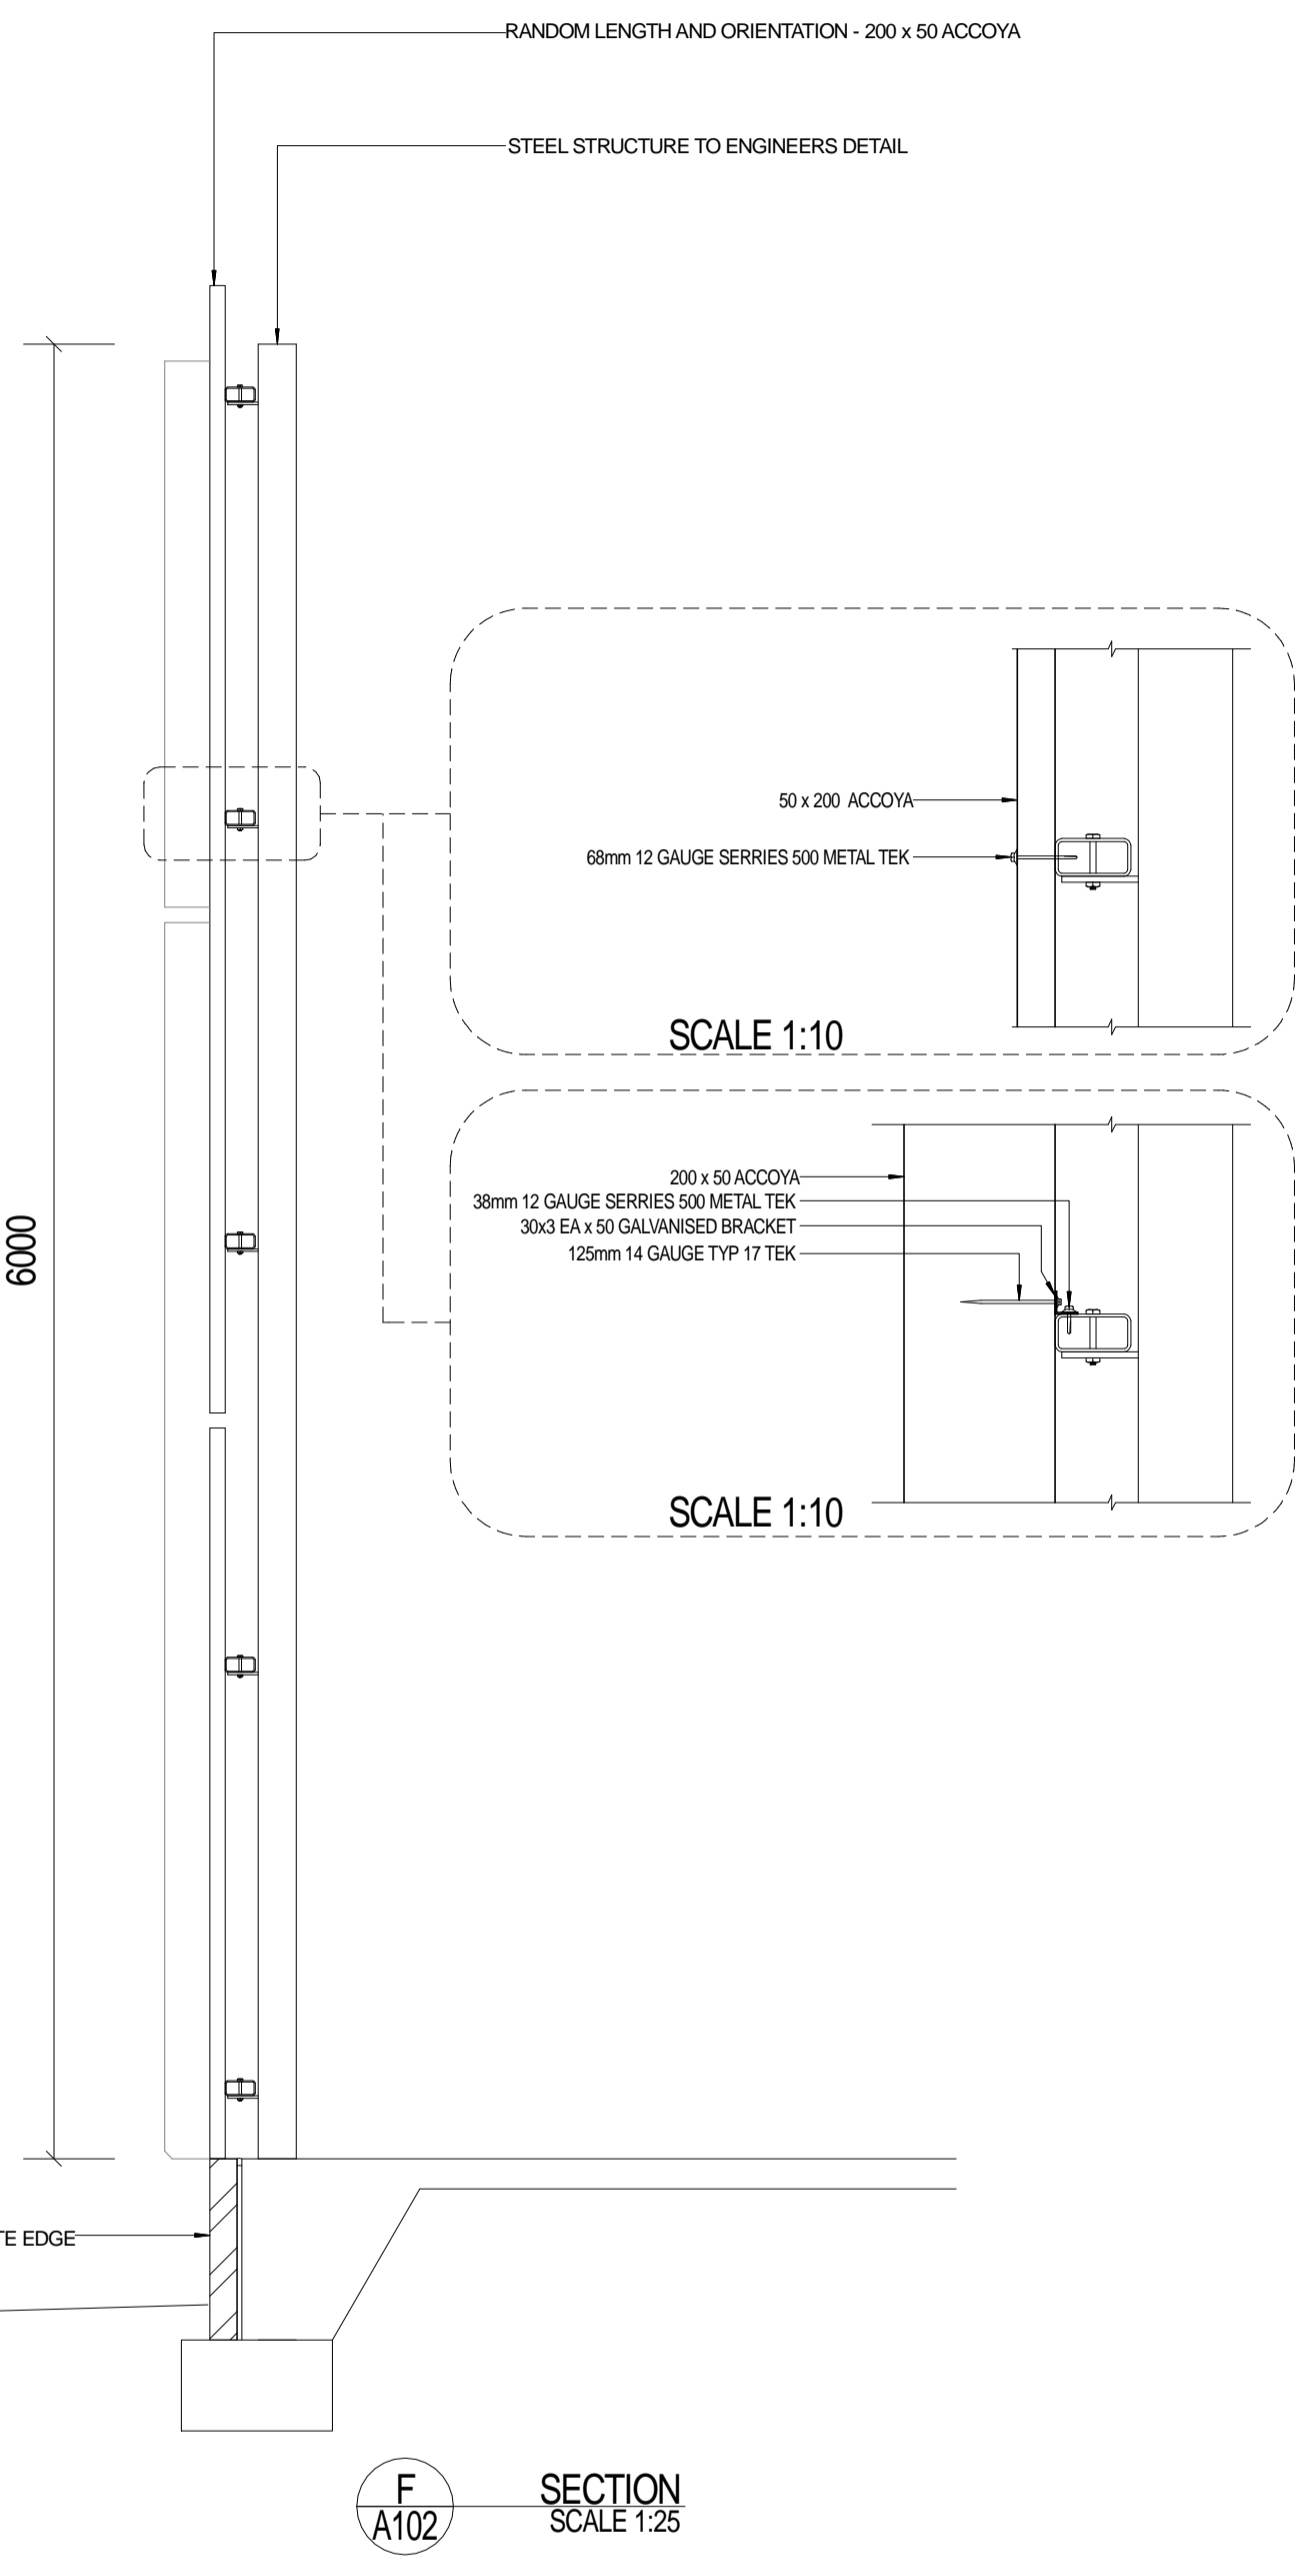 RANDOM LENGTH AND ORIENTATION - 200 x 50 ACCOYA
STEEL STRUCTURE TO ENGINEERS DETAIL
50 x 200 ACCOYA
68mm 12 GAUGE SERRIES 500 METAL TEK
SCALE 1:10
200 x 50 ACCOYA
38mm 12 GAUGE SERRIES 500 METAL TEK
30x3 EA x 50 GALVANISED BRACKET
125mm 14 GAUGE TYP 17 TEK
6000
SCALE 1:10
TE EDGE
F
A102
SECTION
SCALE 1:25